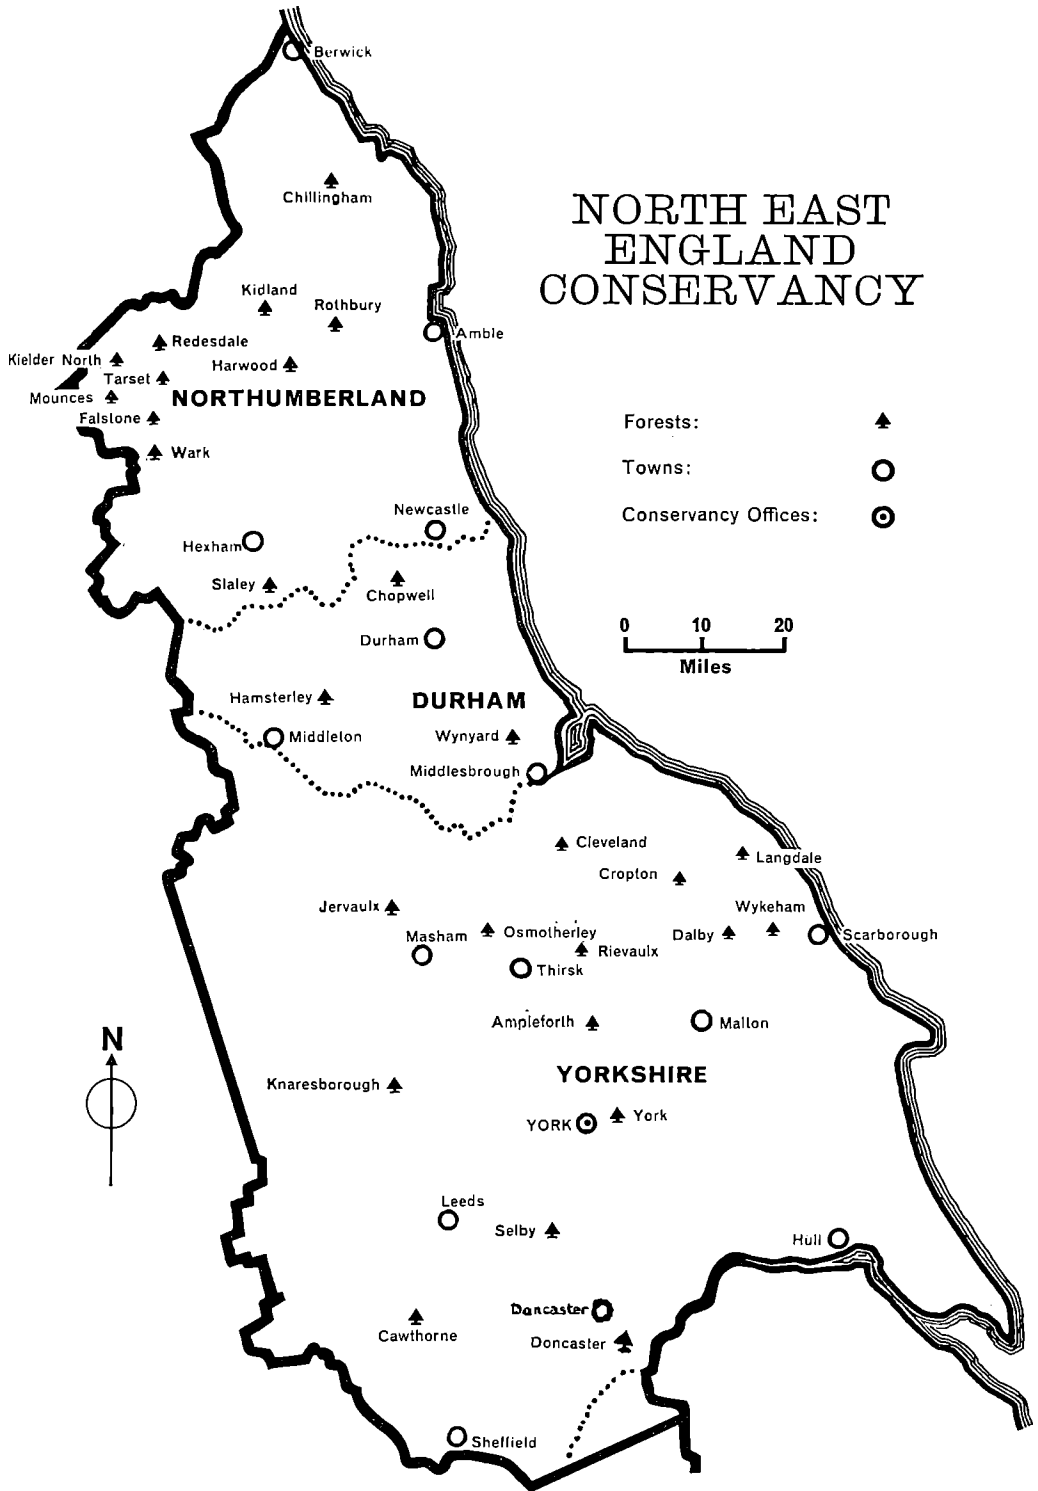 Berwick
Chillingham
NORTH EAST
ENGLAND
CONSERVANCY
Kidland
Rothbury
Amble
Redesdale
Kielder North
Harwood
Tarset
Mounces
NORTHUMBERLAND
Falstone
Wark
Forests:
Towns:
Conservancy Offices:
Newcastle
Hexham
Slaley
Chopwell
Durham
0 10 20
Miles
Hamsterley
DURHAM
Middleton
Wynyard
Middlesbrough
Cleveland
Langdale
Cropton
Jervaulx
Wykeham
Masham
Osmotherley
Dalby
Scarborough
Rievaulx
Thirsk
Ampleforth
Malton
N
YORKSHIRE
Knaresborough
YORK
York
Leeds
Selby
Hull
Doncaster
Cawthorne
Doncaster
Sheffield